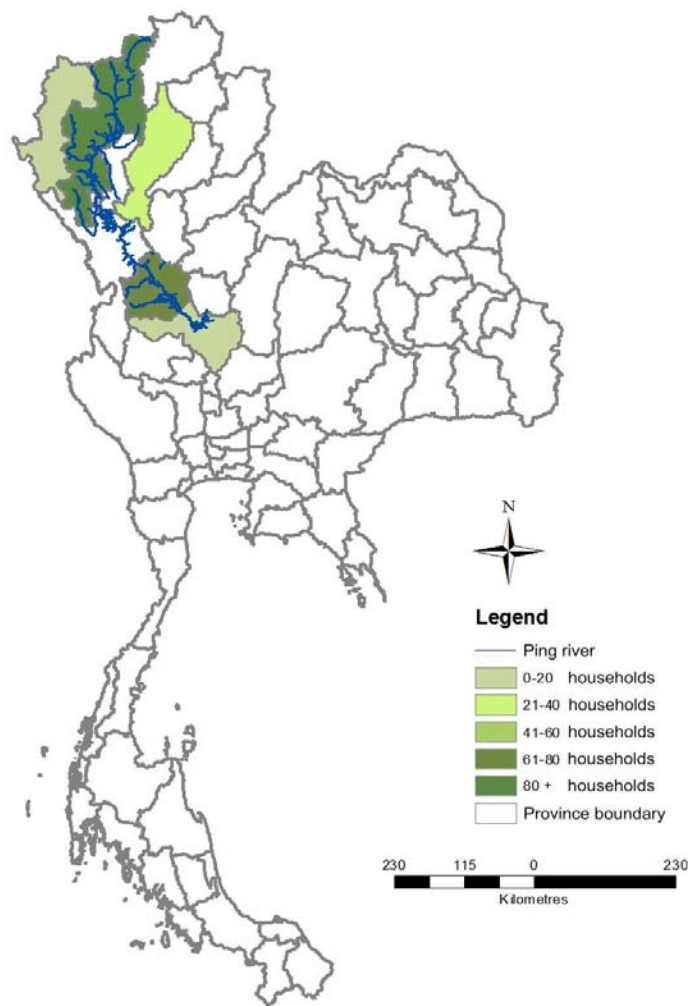 N
Legend
Ping river
0-20 households
21-40 households
41-60 households
61-80 households
80 + households
Province boundary
230 115 0 230
Kilometres